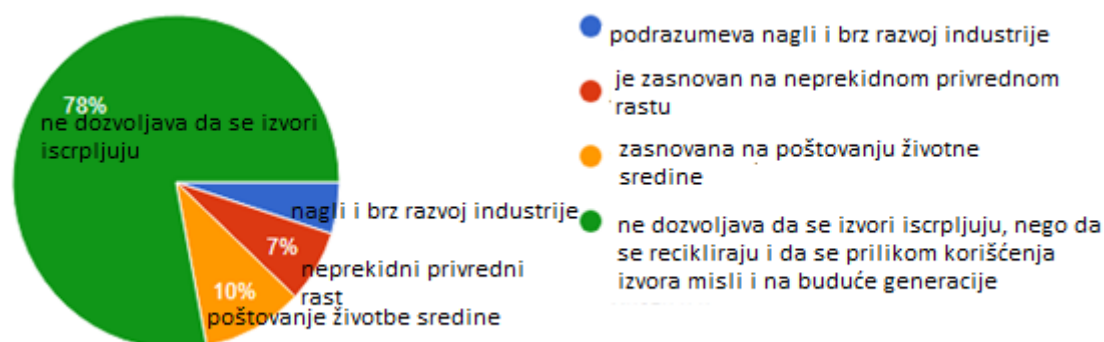 78%
ne dozvoljava da se izvori
iscrpljuju
nagli i brz razvoj industrije
7%
neprekidni privredni
rast
10%
poštovanje životbe sredine
podrazumeva nagli i brz razvoj industrije
je zasnovan na neprekidnom privrednom
rastu
zasnovana na poštovanju životne
sredine
ne dozvoljava da se izvori iscrpljuju, nego da
se recikliraju i da se prilikom korišćenja
izvora misli i na buduće generacije